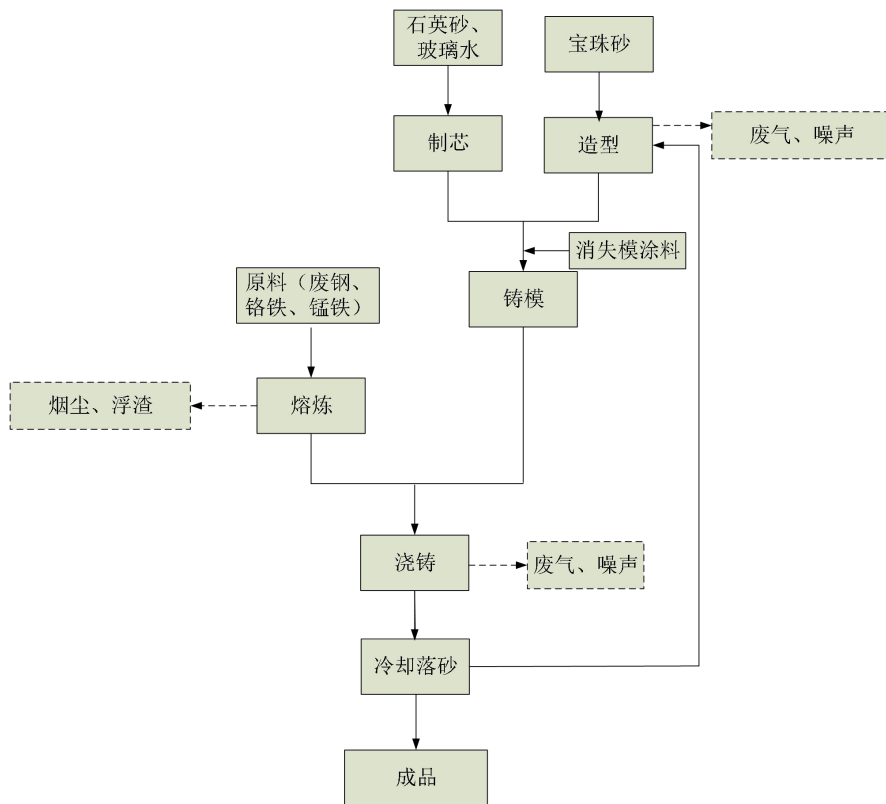 石英砂、
玻璃水
宝珠砂
制芯
造型
废气、噪声
消失模涂料
原料（废钢、
铬铁、锰铁）
铸模
烟尘、浮渣
熔炼
浇铸
废气、噪声
冷却落砂
成品